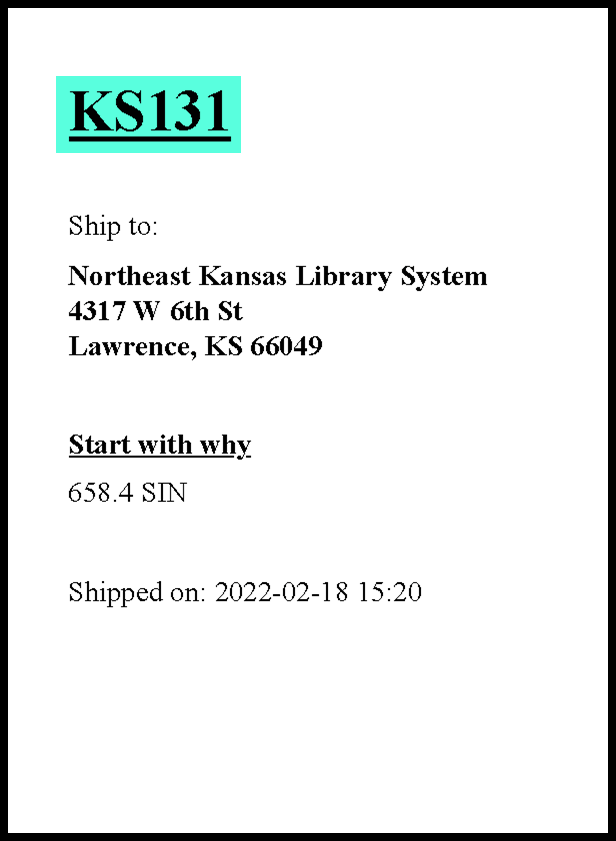 KS131
Ship to:
Northeast Kansas Library System
4317 W 6th St
Lawrence, KS 66049
Start with why
658.4 SIN
Shipped on: 2022-02-18 15:20